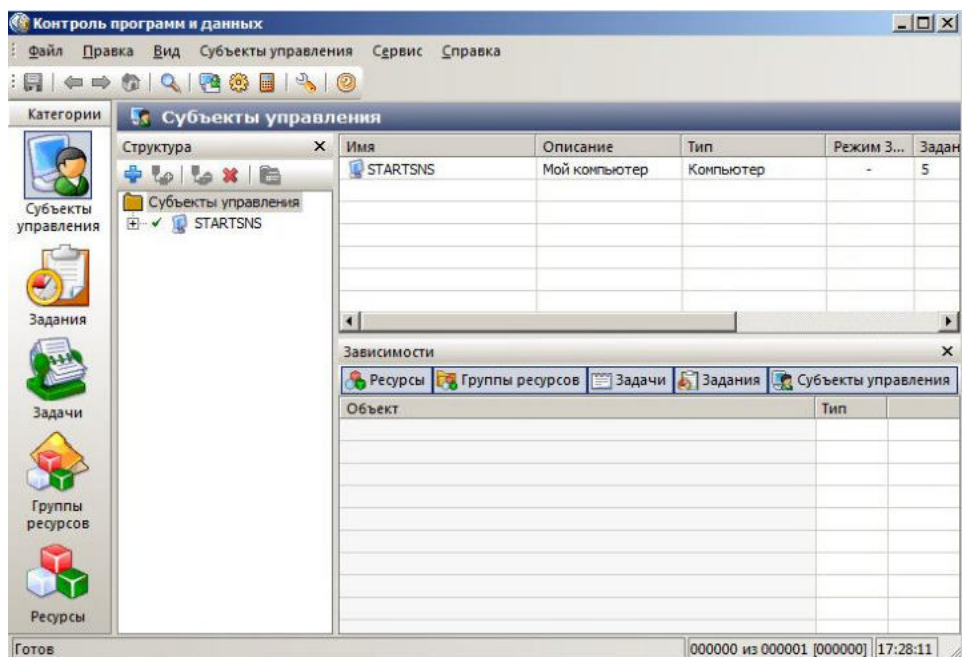 Контроль программ и данных
Файл Правка Вид Субъекты управления Сервис Справка
Категории
Субъекты управления
Задания
Задачи
Группы ресурсов
Ресурсы
Субъекты управления
Структура
Субъекты управления
STARTSNS
Имя Описание Тип Режим З... Задан
STARTSNS Мой компьютер Компьютер - 5
Зависимости
Ресурсы Группы ресурсов Задачи Задания Субъекты управления
Объект Тип
Готов 000000 из 000001 [000000] 17:28:11